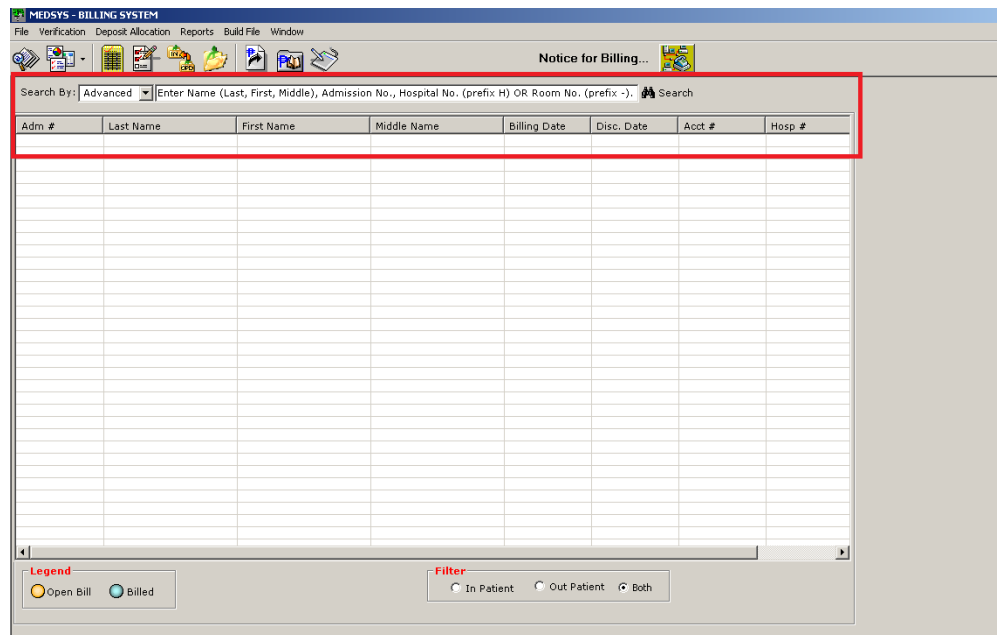 MEDSYS - BILLING SYSTEM
File Verification Deposit Allocation Reports Build File Window
Notice for Billing...
Search By: Advanced Enter Name (Last, First, Middle), Admission No., Hospital No. (prefix H) OR Room No. (prefix -). Search
Adm # Last Name First Name Middle Name Billing Date Disc. Date Acct # Hosp #
Legend Filter
Open Bill Billed In Patient Out Patient Both